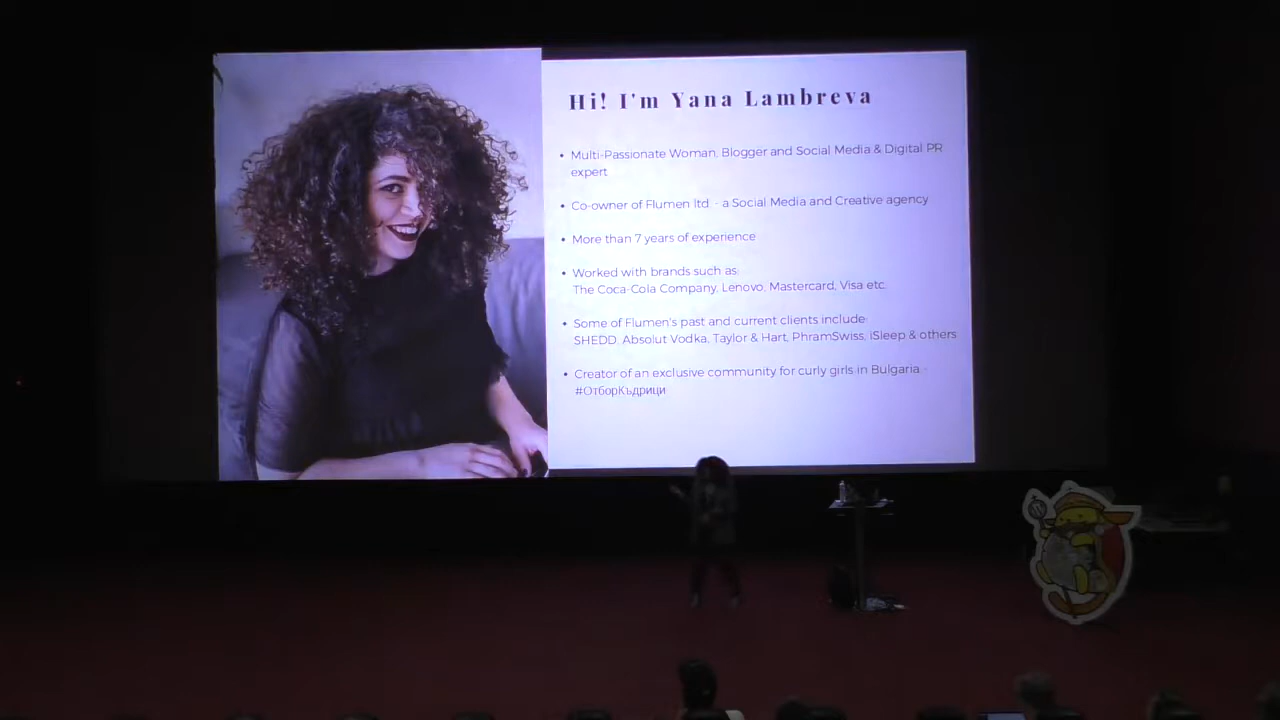 Hi! I'm Yana Lambreva
• Multi-Passionate Woman, Blogger and Social Media & Digital PR
expert
• Co-owner of Flumen ltd. - a Social Media and Creative agency
• More than 7 years of experience
• Worked with brands such as:
The Coca-Cola Company, Lenovo, Mastercard, Visa etc.
• Some of Flumen's past and current clients include:
SHEDD, Absolut Vodka, Taylor & Hart, PhramSwiss, iSleep & others
• Creator of an exclusive community for curly girls in Bulgaria -
#ОтборКъдрици